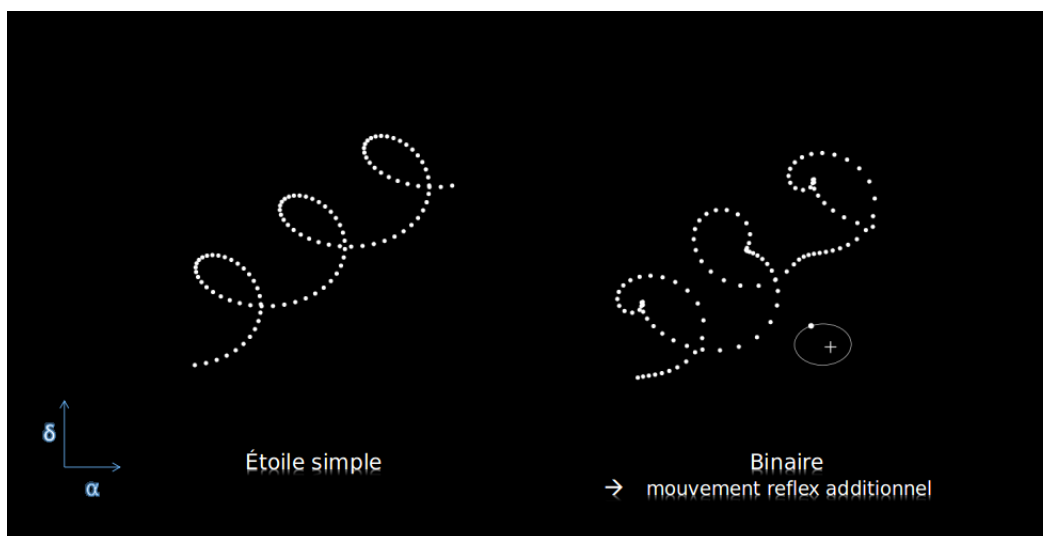 δ
α
Étoile simple
Binaire
→ mouvement reflex additionnel